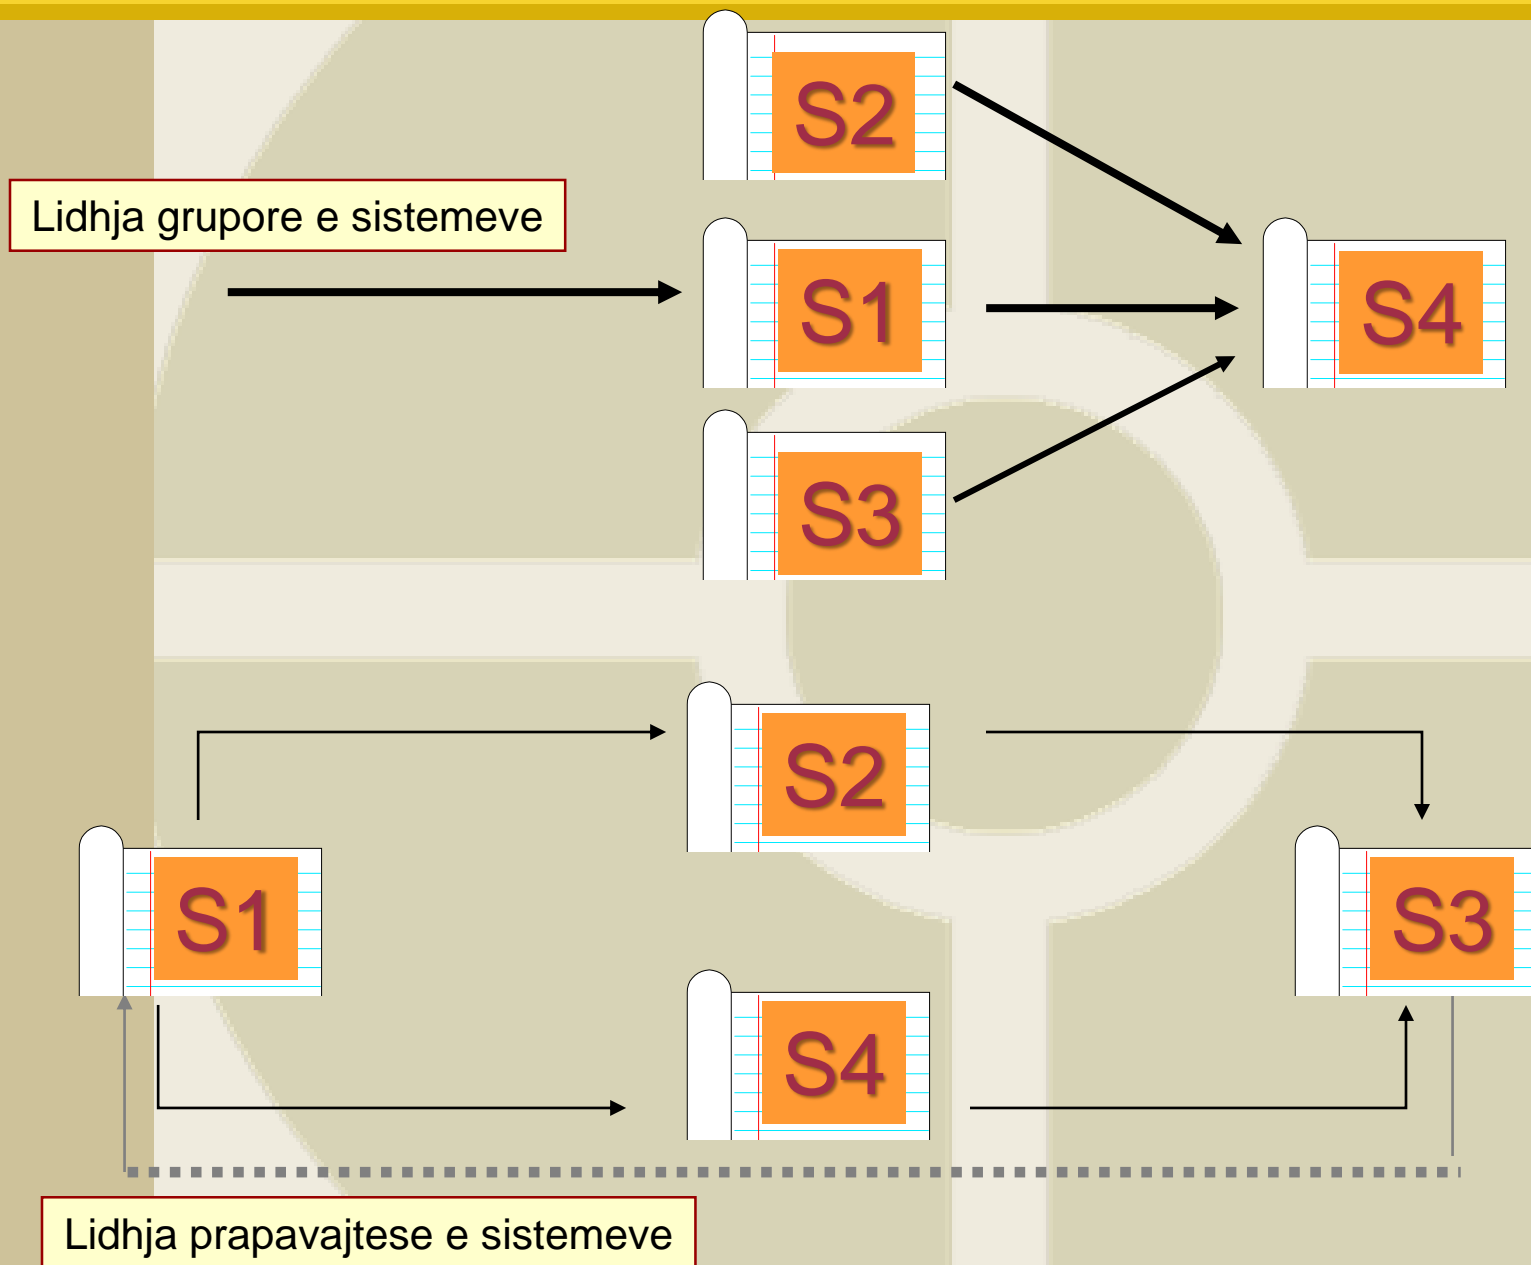 S2
Lidhja grupore e sistemeve
S1
S4
S3
S2
S1
S3
S4
Lidhja prapavajtese e sistemeve